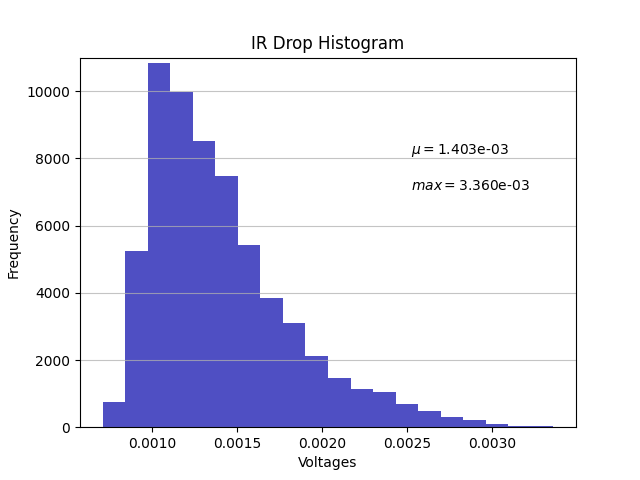 IR Drop Histogram
10000
8000
6000
4000
2000
0
Frequency
μ = 1.403e-03
max = 3.360e-03
0.0010 0.0015 0.0020 0.0025 0.0030
Voltages